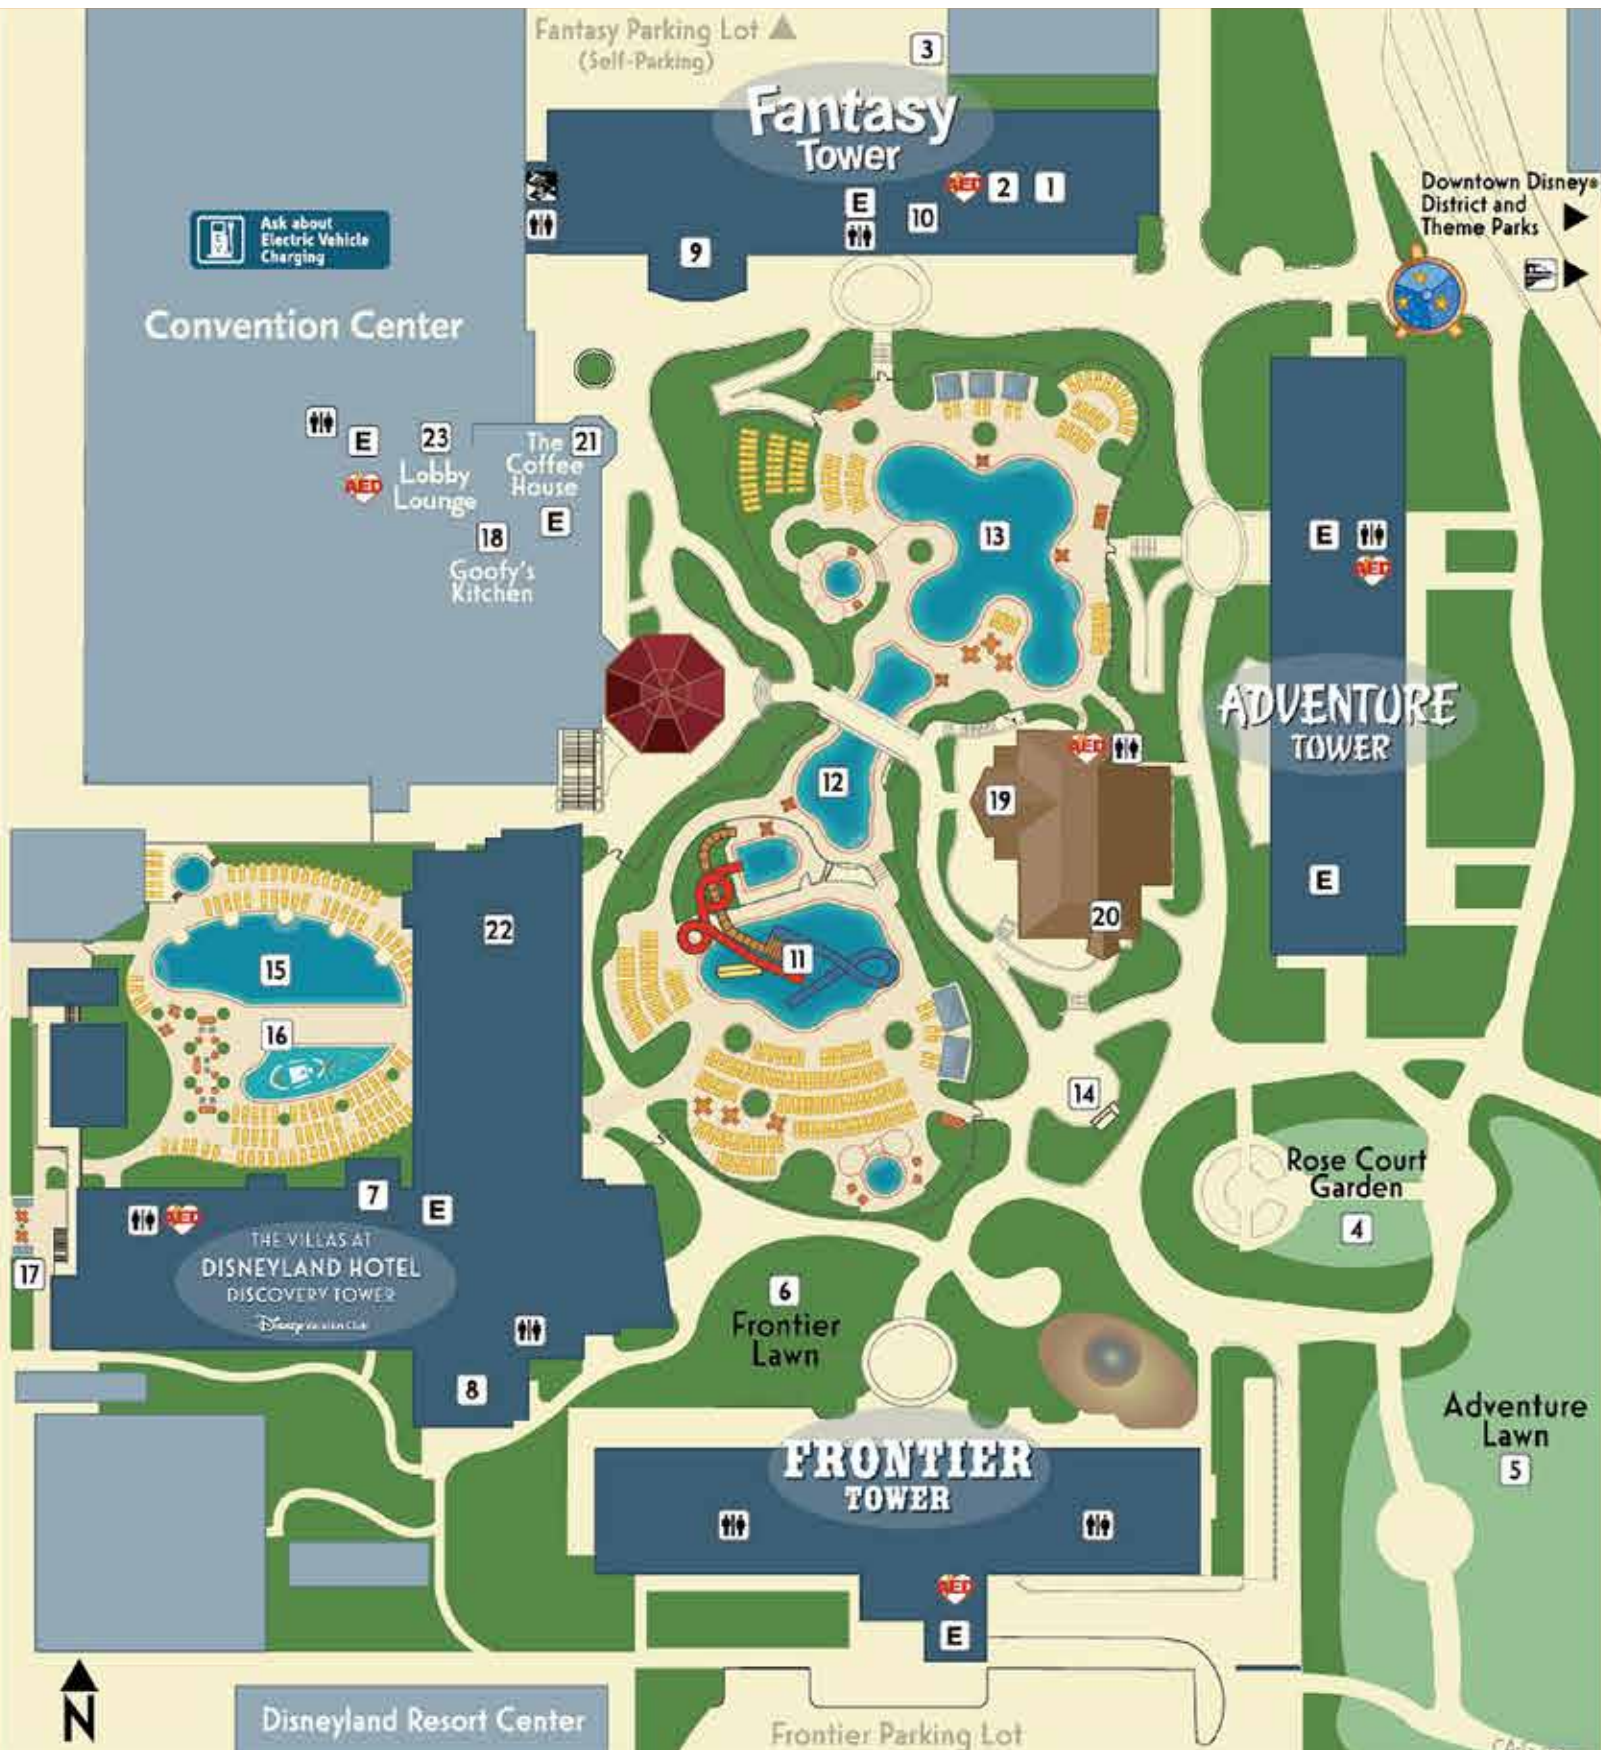 Fantasy Parking Lot
(Self-Parking)
3
Fantasy
Tower
AED 2 1
E
10
9
Downtown Disney®
District and
Theme Parks
Ask about
Electric Vehicle
Charging
Convention Center
E
23
Lobby
Lounge
AED
The
Coffee
House
21
E
18
Goofy's
Kitchen
13
E
AED
ADVENTURE
TOWER
E
12
AED
19
20
11
22
15
16
14
Rose Court
Garden
4
7
E
AED
THE VILLAS AT
DISNEYLAND HOTEL
DISCOVERY TOWER
Disney Vacation Club
17
8
6
Frontier
Lawn
Adventure
Lawn
5
FRONTIER
TOWER
AED
E
N
Disneyland Resort Center
Frontier Parking Lot